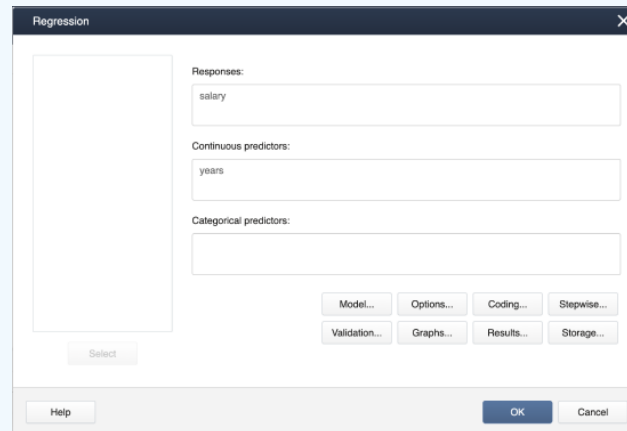 Regression
Responses:
salary
Continuous predictors:
years
Categorical predictors:
Model... Options... Coding... Stepwise...
Validation... Graphs... Results... Storage...
Select
Help OK Cancel